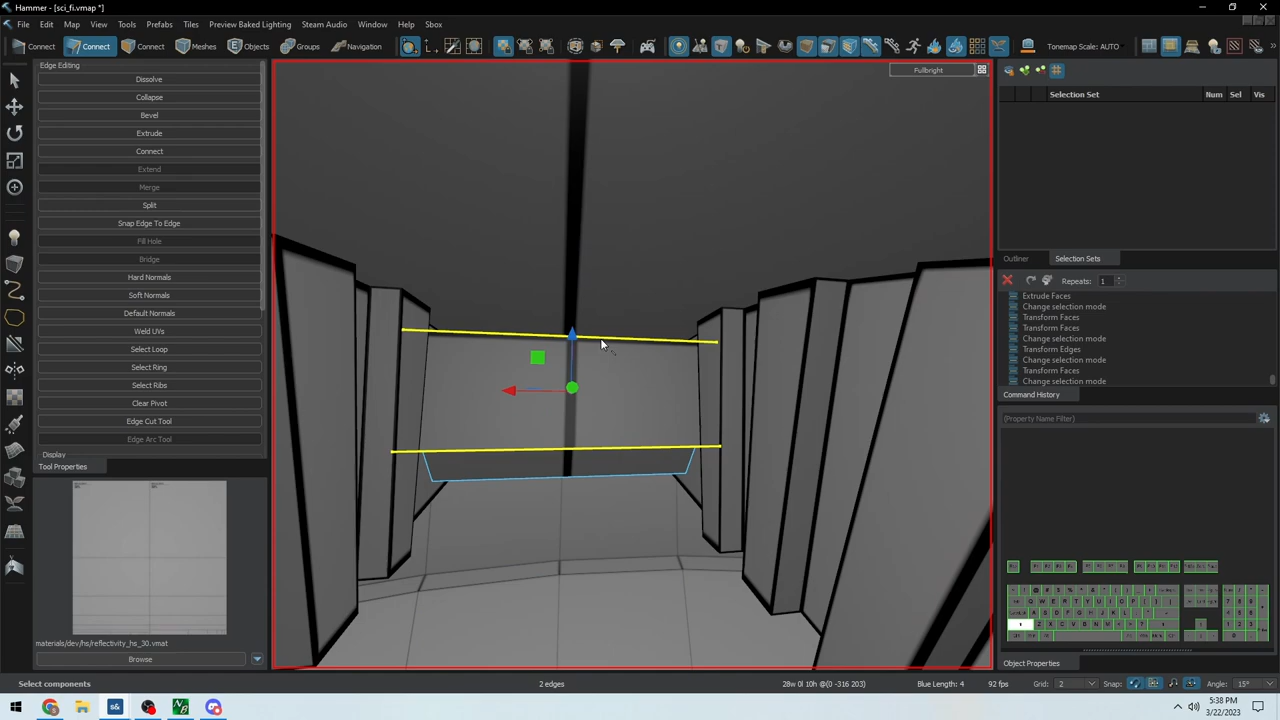 Hammer - [sci_fi.vmap *]
File Edit Map View Tools Prefabs Tiles Preview Baked Lighting Steam Audio Window Help Sbox
Connect Connect Connect Meshes Objects Groups Navigation Tonemap Scale: AUTO
Edge Editing
Dissolve
Collapse
Bevel
Extrude
Connect
Extend
Merge
Split
Snap Edge To Edge
Fill Hole
Bridge
Hard Normals
Soft Normals
Default Normals
Weld UVs
Select Loop
Select Ring
Select Ribs
Clear Pivot
Edge Cut Tool
Edge Arc Tool
Display
Tool Properties
materials/dev/hs/reflectivity_hs_30.vmat
Browse
Fullbright
Selection Set Num Sel Vis
Outliner Selection Sets
Repeats: 1
Extrude Faces
Change selection mode
Transform Faces
Transform Faces
Change selection mode
Transform Edges
Change selection mode
Transform Faces
Change selection mode
Command History
(Property Name Filter)
Object Properties
Select components 2 edges 28w 0l 10h @(0 -316 203) Blue Length: 4 92 fps Grid: 2 Snap: Angle: 15°
5:38 PM
3/22/2023